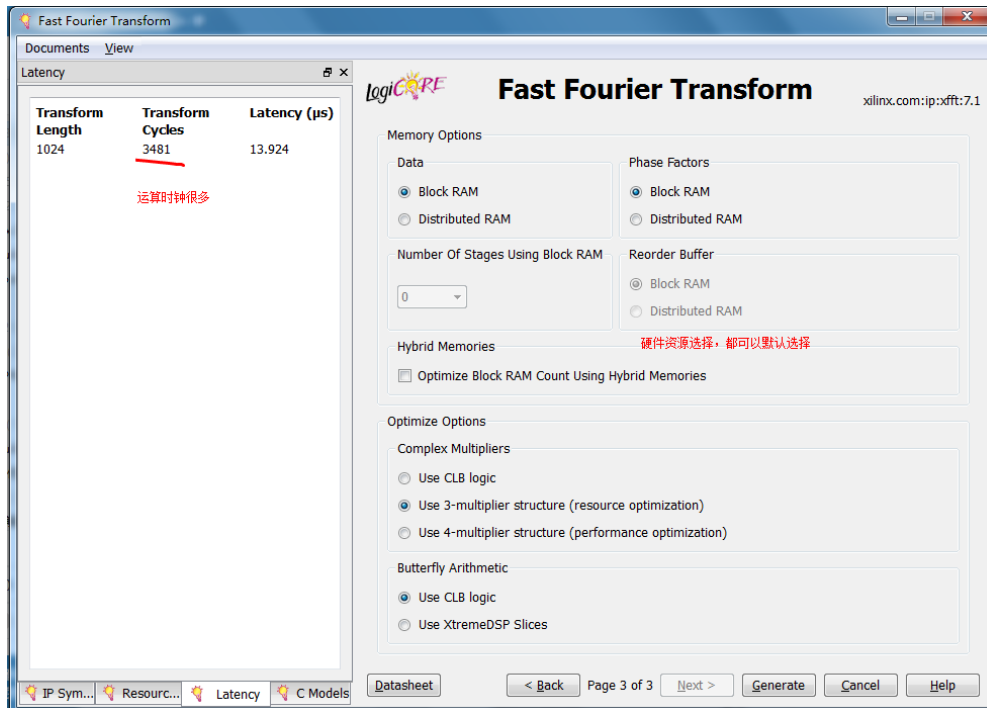 Fast Fourier Transform
Documents View
Latency
Transform Length
Transform Cycles
Latency (µs)
1024 3481 13.924
运算时钟很多
IP Sym...
Resourc...
Latency
C Models
LogiCORE
Fast Fourier Transform
xilinx.com:ip:xfft:7.1
Memory Options
Data
Block RAM
Distributed RAM
Phase Factors
Block RAM
Distributed RAM
Number Of Stages Using Block RAM
0
Reorder Buffer
Block RAM
Distributed RAM
硬件资源选择，都可以默认选择
Hybrid Memories
Optimize Block RAM Count Using Hybrid Memories
Optimize Options
Complex Multipliers
Use CLB logic
Use 3-multiplier structure (resource optimization)
Use 4-multiplier structure (performance optimization)
Butterfly Arithmetic
Use CLB logic
Use XtremeDSP Slices
Datasheet
< Back
Page 3 of 3
Next >
Generate
Cancel
Help